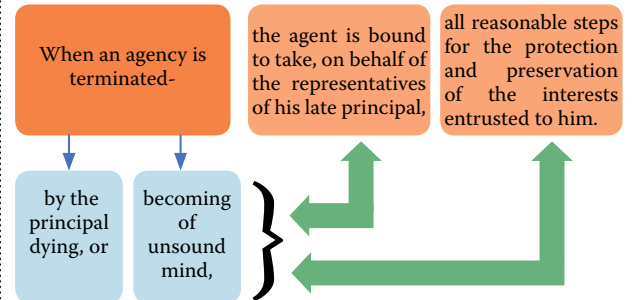 When an agency is
terminated-
by the
principal
dying, or
becoming
of
unsound
mind,
the agent is bound
to take, on behalf of
the representatives
of his late principal,
all reasonable steps
for the protection
and preservation
of the interests
entrusted to him.